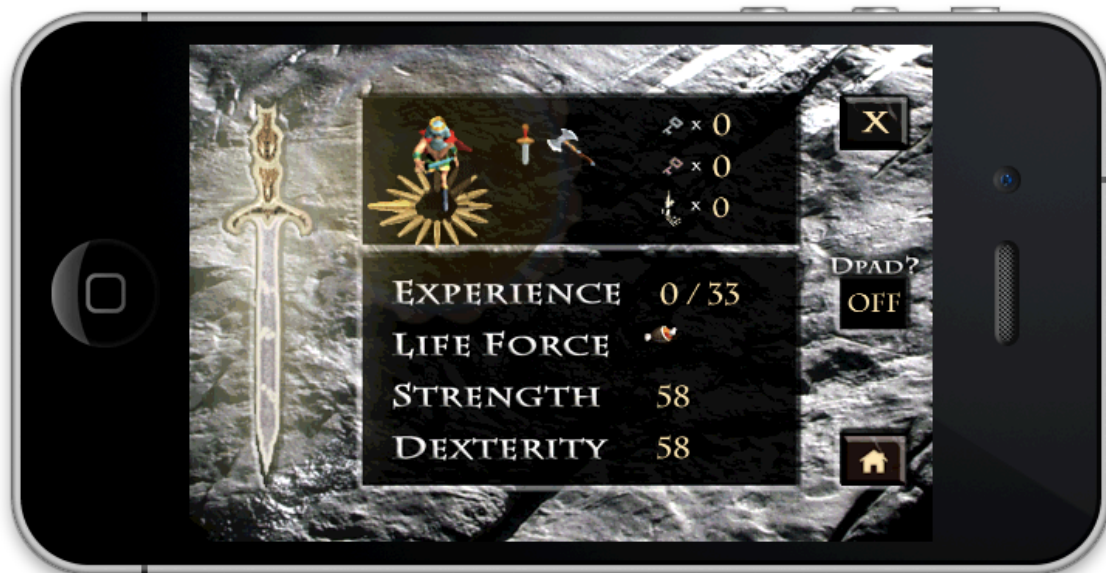 x 0
x 0
x 0
X
DPAD?
OFF
EXPERIENCE 0 / 33
LIFE FORCE
STRENGTH 58
DEXTERITY 58